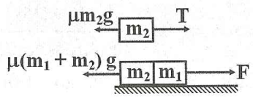 μm₂g T
m₂
μ(m₁ + m₂) g m₂ m₁ F